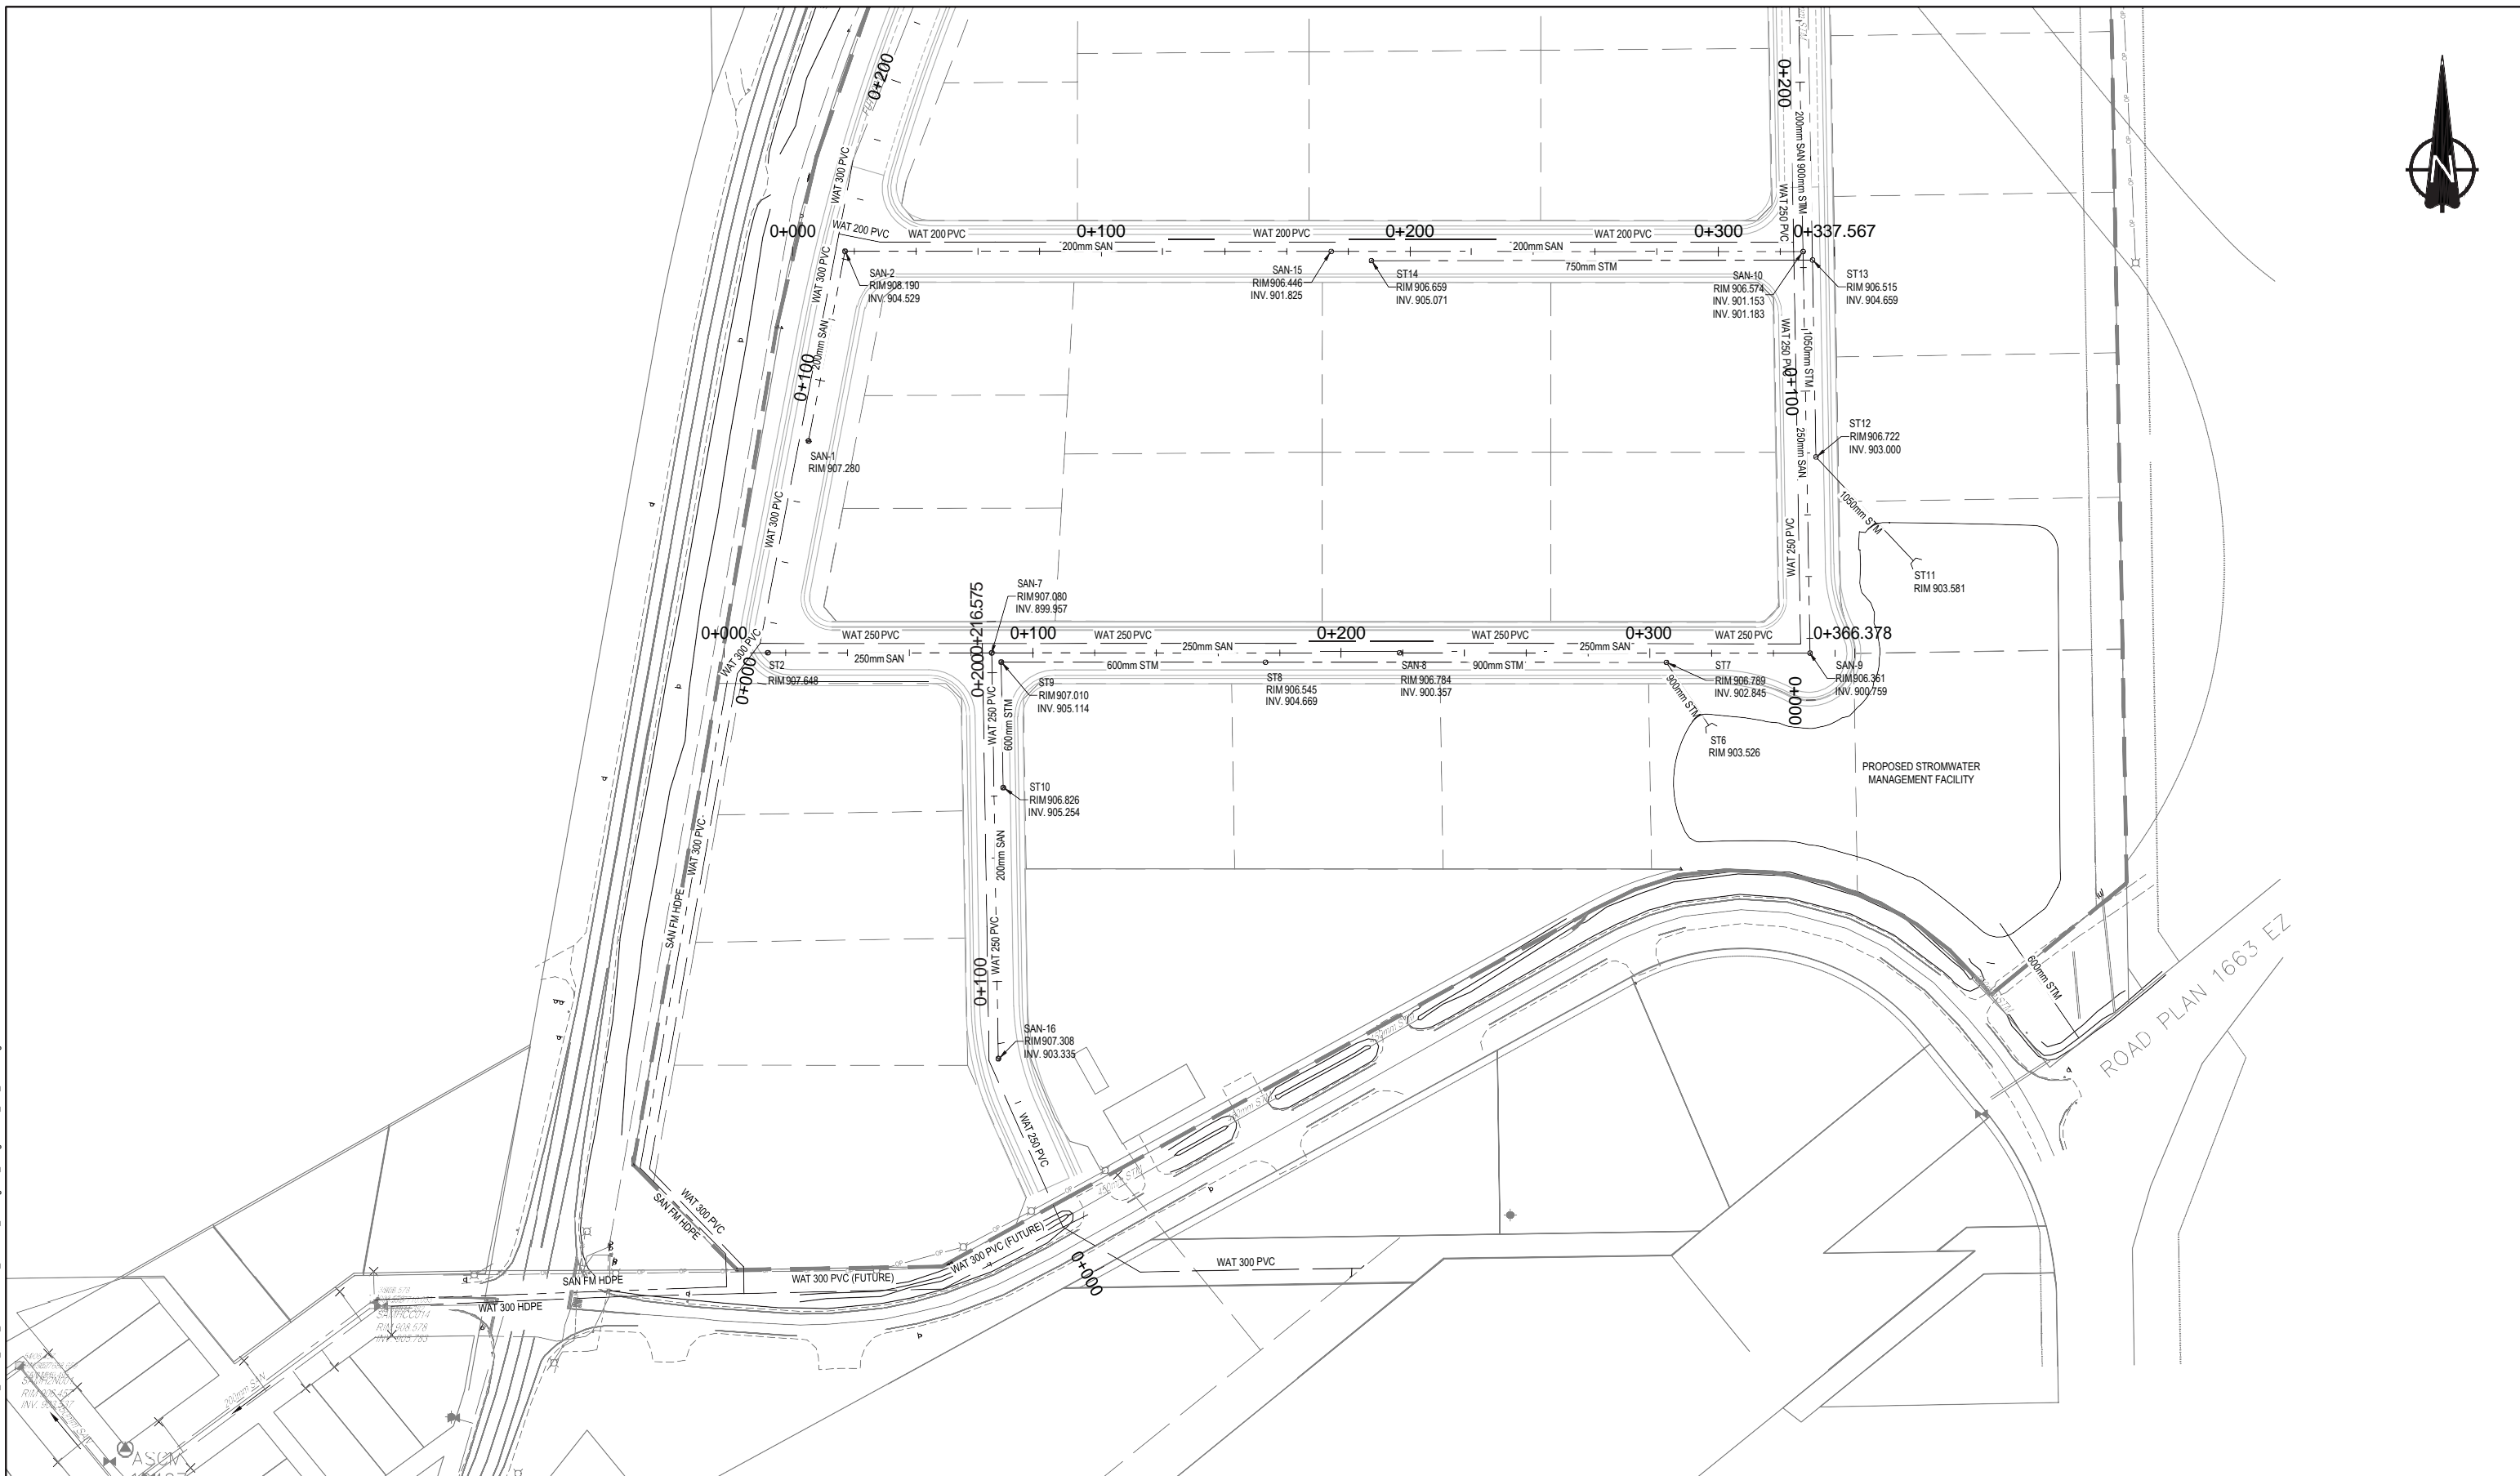 0+200
0+200
WAT 300 PVC
200mm SAN
900mm STM
WAT 250 PVC
N
0+000
WAT 200 PVC
WAT 200 PVC
0+100
200mm SAN
WAT 200 PVC
0+200
200mm SAN
WAT 200 PVC
0+300
0+337.567
750mm STM
SAN-2
RIM 908.190
INV. 904.529
SAN-15
RIM 906.446
INV. 901.825
ST14
RIM 906.659
INV. 905.071
SAN-10
RIM 906.574
INV. 901.153
INV. 901.183
ST13
RIM 906.515
INV. 904.659
WAT 300 PVC
200mm SAN
0+100
WAT 250 PVC
1050mm STM
0+100
SAN-1
RIM 907.280
250mm SAN
ST12
RIM 906.722
INV. 903.000
1050mm STM
WAT 300 PVC
WAT 250 PVC
ST11
RIM 903.581
SAN-7
RIM 907.080
INV. 899.957
0+216.575
0+200
0+000
WAT 300 PVC
0+000
WAT 250 PVC
250mm SAN
0+100
WAT 250 PVC
250mm SAN
0+200
WAT 250 PVC
250mm SAN
0+300
WAT 250 PVC
0+366.378
600mm STM
900mm STM
ST2
RIM 907.648
ST9
RIM 907.010
INV. 905.114
ST8
RIM 906.545
INV. 904.669
SAN-8
RIM 906.784
INV. 900.357
ST7
RIM 906.789
INV. 902.845
SAN-9
RIM 906.361
INV. 900.759
900mm STM
0+000
WAT 250 PVC
600mm STM
ST6
RIM 903.526
PROPOSED STROMWATER
MANAGEMENT FACILITY
ST10
RIM 906.826
INV. 905.254
WAT 300 PVC
200mm SAN
SAN FM HDPE
WAT 250 PVC
0+100
600mm STM
ROAD PLAN 1663 EZ
SAN-16
RIM 907.308
INV. 903.335
WAT 250 PVC
WAT 300 PVC
SAN FM HDPE
WAT 300 PVC (FUTURE)
0+000
WAT 300 PVC
SAN FM HDPE
WAT 300 PVC (FUTURE)
WAT 300 HDPE
RIM 908.578
200mm SAN
ASCM